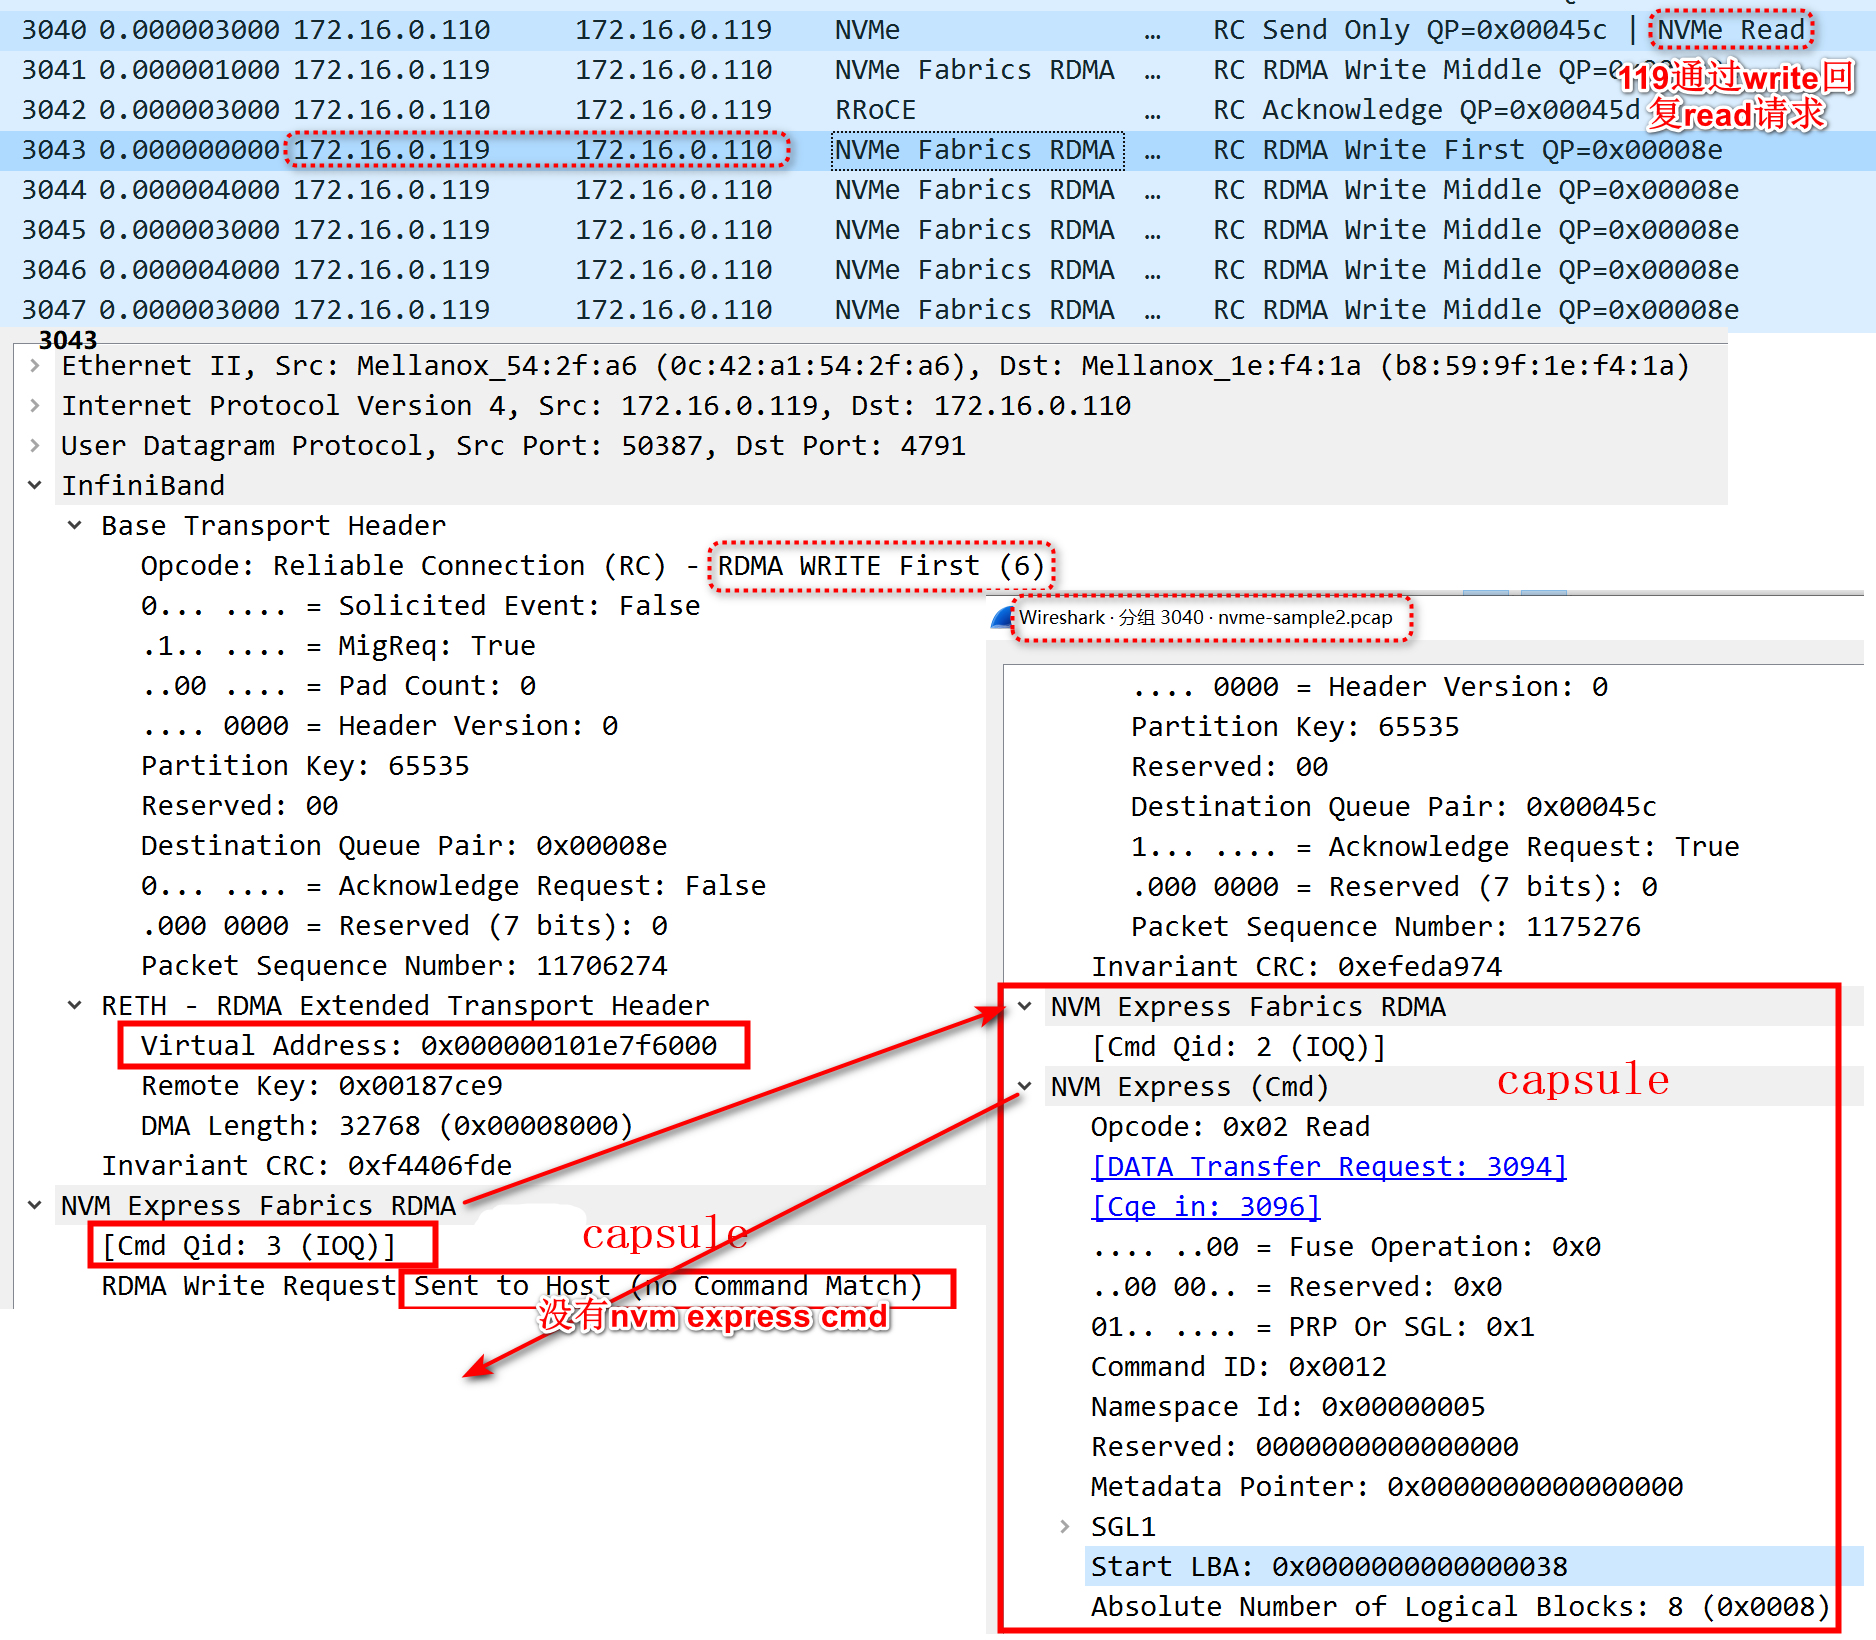 3040 0.000003000 172.16.0.110 172.16.0.119 NVMe … RC Send Only QP=0x00045c | NVMe Read
3041 0.000001000 172.16.0.119 172.16.0.110 NVMe Fabrics RDMA … RC RDMA Write Middle QP=0
119通过write回
3042 0.000002000 172.16.0.110 172.16.0.119 RRoCE … RC Acknowledge QP=0x00045d
复read请求
3043 0.000000000 172.16.0.119 172.16.0.110 NVMe Fabrics RDMA … RC RDMA Write First QP=0x00008e
3044 0.000004000 172.16.0.119 172.16.0.110 NVMe Fabrics RDMA … RC RDMA Write Middle QP=0x00008e
3045 0.000003000 172.16.0.119 172.16.0.110 NVMe Fabrics RDMA … RC RDMA Write Middle QP=0x00008e
3046 0.000004000 172.16.0.119 172.16.0.110 NVMe Fabrics RDMA … RC RDMA Write Middle QP=0x00008e
3047 0.000003000 172.16.0.119 172.16.0.110 NVMe Fabrics RDMA … RC RDMA Write Middle QP=0x00008e
3043
Ethernet II, Src: Mellanox_54:2f:a6 (0c:42:a1:54:2f:a6), Dst: Mellanox_1e:f4:1a (b8:59:9f:1e:f4:1a)
Internet Protocol Version 4, Src: 172.16.0.119, Dst: 172.16.0.110
User Datagram Protocol, Src Port: 50387, Dst Port: 4791
InfiniBand
Base Transport Header
Opcode: Reliable Connection (RC) - RDMA WRITE First (6)
0... .... = Solicited Event: False
.1.. .... = MigReq: True
..00 .... = Pad Count: 0
.... 0000 = Header Version: 0
Partition Key: 65535
Reserved: 00
Destination Queue Pair: 0x00008e
0... .... = Acknowledge Request: False
.000 0000 = Reserved (7 bits): 0
Packet Sequence Number: 11706274
RETH - RDMA Extended Transport Header
Virtual Address: 0x000000101e7f6000
Remote Key: 0x00187ce9
DMA Length: 32768 (0x00008000)
Invariant CRC: 0xf4406fde
NVM Express Fabrics RDMA
capsule
[Cmd Qid: 3 (IOQ)]
RDMA Write Request Sent to Host (no Command Match)
没有nvm express cmd
Wireshark · 分组 3040 · nvme-sample2.pcap
.... 0000 = Header Version: 0
Partition Key: 65535
Reserved: 00
Destination Queue Pair: 0x00045c
1... .... = Acknowledge Request: True
.000 0000 = Reserved (7 bits): 0
Packet Sequence Number: 1175276
Invariant CRC: 0xefeda974
NVM Express Fabrics RDMA
[Cmd Qid: 2 (IOQ)]
NVM Express (Cmd)
capsule
Opcode: 0x02 Read
[DATA Transfer Request: 3094]
[Cqe in: 3096]
.... ..00 = Fuse Operation: 0x0
..00 00.. = Reserved: 0x0
01.. .... = PRP Or SGL: 0x1
Command ID: 0x0012
Namespace Id: 0x00000005
Reserved: 0000000000000000
Metadata Pointer: 0x0000000000000000
SGL1
Start LBA: 0x0000000000000038
Absolute Number of Logical Blocks: 8 (0x0008)